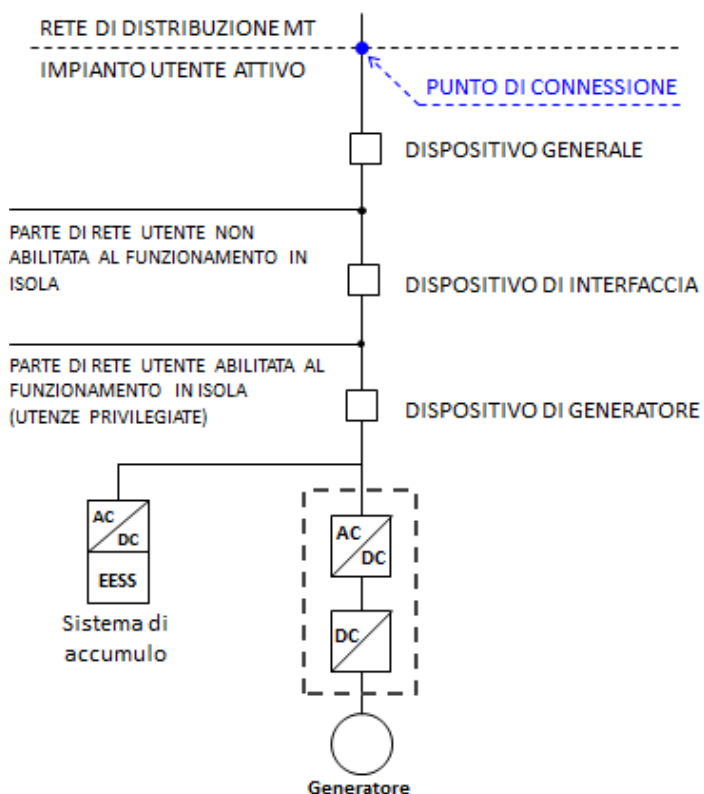 RETE DI DISTRIBUZIONE MT
IMPIANTO UTENTE ATTIVO
PUNTO DI CONNESSIONE
DISPOSITIVO GENERALE
PARTE DI RETE UTENTE NON
ABILITATA AL FUNZIONAMENTO IN
ISOLA
DISPOSITIVO DI INTERFACCIA
PARTE DI RETE UTENTE ABILITATA AL
FUNZIONAMENTO IN ISOLA
(UTENZE PRIVILEGIATE)
DISPOSITIVO DI GENERATORE
AC
DC
EESS
Sistema di
accumulo
AC
DC
DC
Generatore